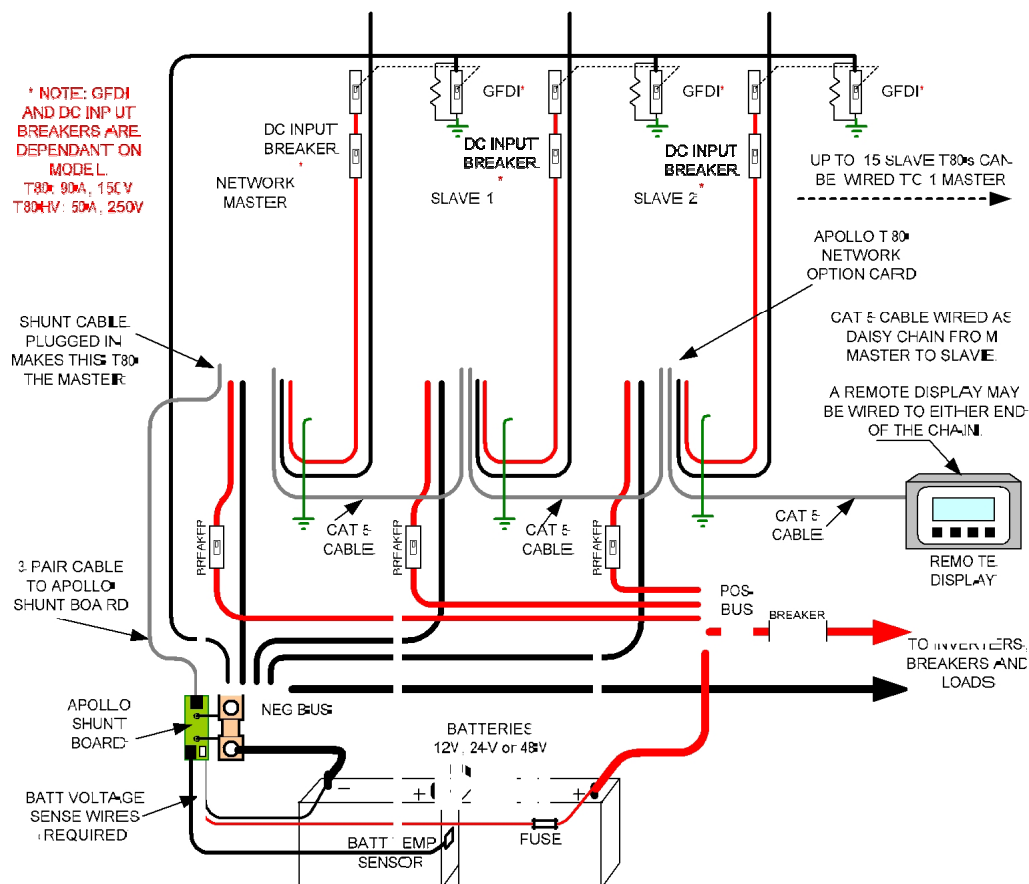 * NOTE: GFDI
AND DC INPUT
BREAKERS ARE
DEPENDANT ON
MODEL.
T80: 90A, 150V
T80HV: 50A, 250V
GFDI*
GFDI*
GFDI*
DC INPUT
BREAKER
*
NETWORK
MASTER
DC INPUT
BREAKER
*
SLAVE 1
DC INPUT
BREAKER
*
SLAVE 2
UP TO 15 SLAVE T80s CAN
BE WIRED TO 1 MASTER
APOLLO T80
NETWORK
OPTION CARD
SHUNT CABLE
PLUGGED IN
MAKES THIS T80
THE MASTER
CAT 5 CABLE WIRED AS
DAISY CHAIN FROM
MASTER TO SLAVE.
A REMOTE DISPLAY MAY
BE WIRED TO EITHER END
OF THE CHAIN.
BREAKER
CAT 5
CABLE
BREAKER
CAT 5
CABLE
BREAKER
CAT 5
CABLE
REMOTE
DISPLAY
3 PAIR CABLE
TO APOLLO
SHUNT BOARD
POS
BUS
BREAKER
TO INVERTERS,
BREAKERS AND
LOADS
APOLLO
SHUNT
BOARD
NEG BUS
BATTERIES
12V, 24V or 48V
− + − +
BATT VOLTAGE
SENSE WIRES
REQUIRED
BATT TEMP
SENSOR
FUSE